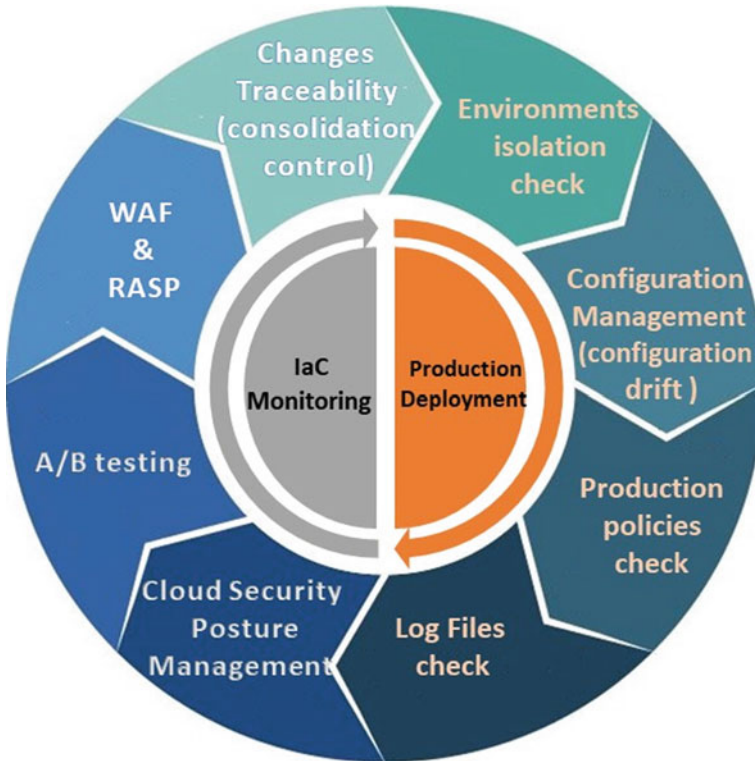 Changes
Traceability
(consolidation
control)
Environments
isolation
check
Configuration
Management
(configuration
drift )
Production
policies
check
Log Files
check
Cloud Security
Posture
Management
A/B testing
WAF
&
RASP
IaC
Monitoring
Production
Deployment